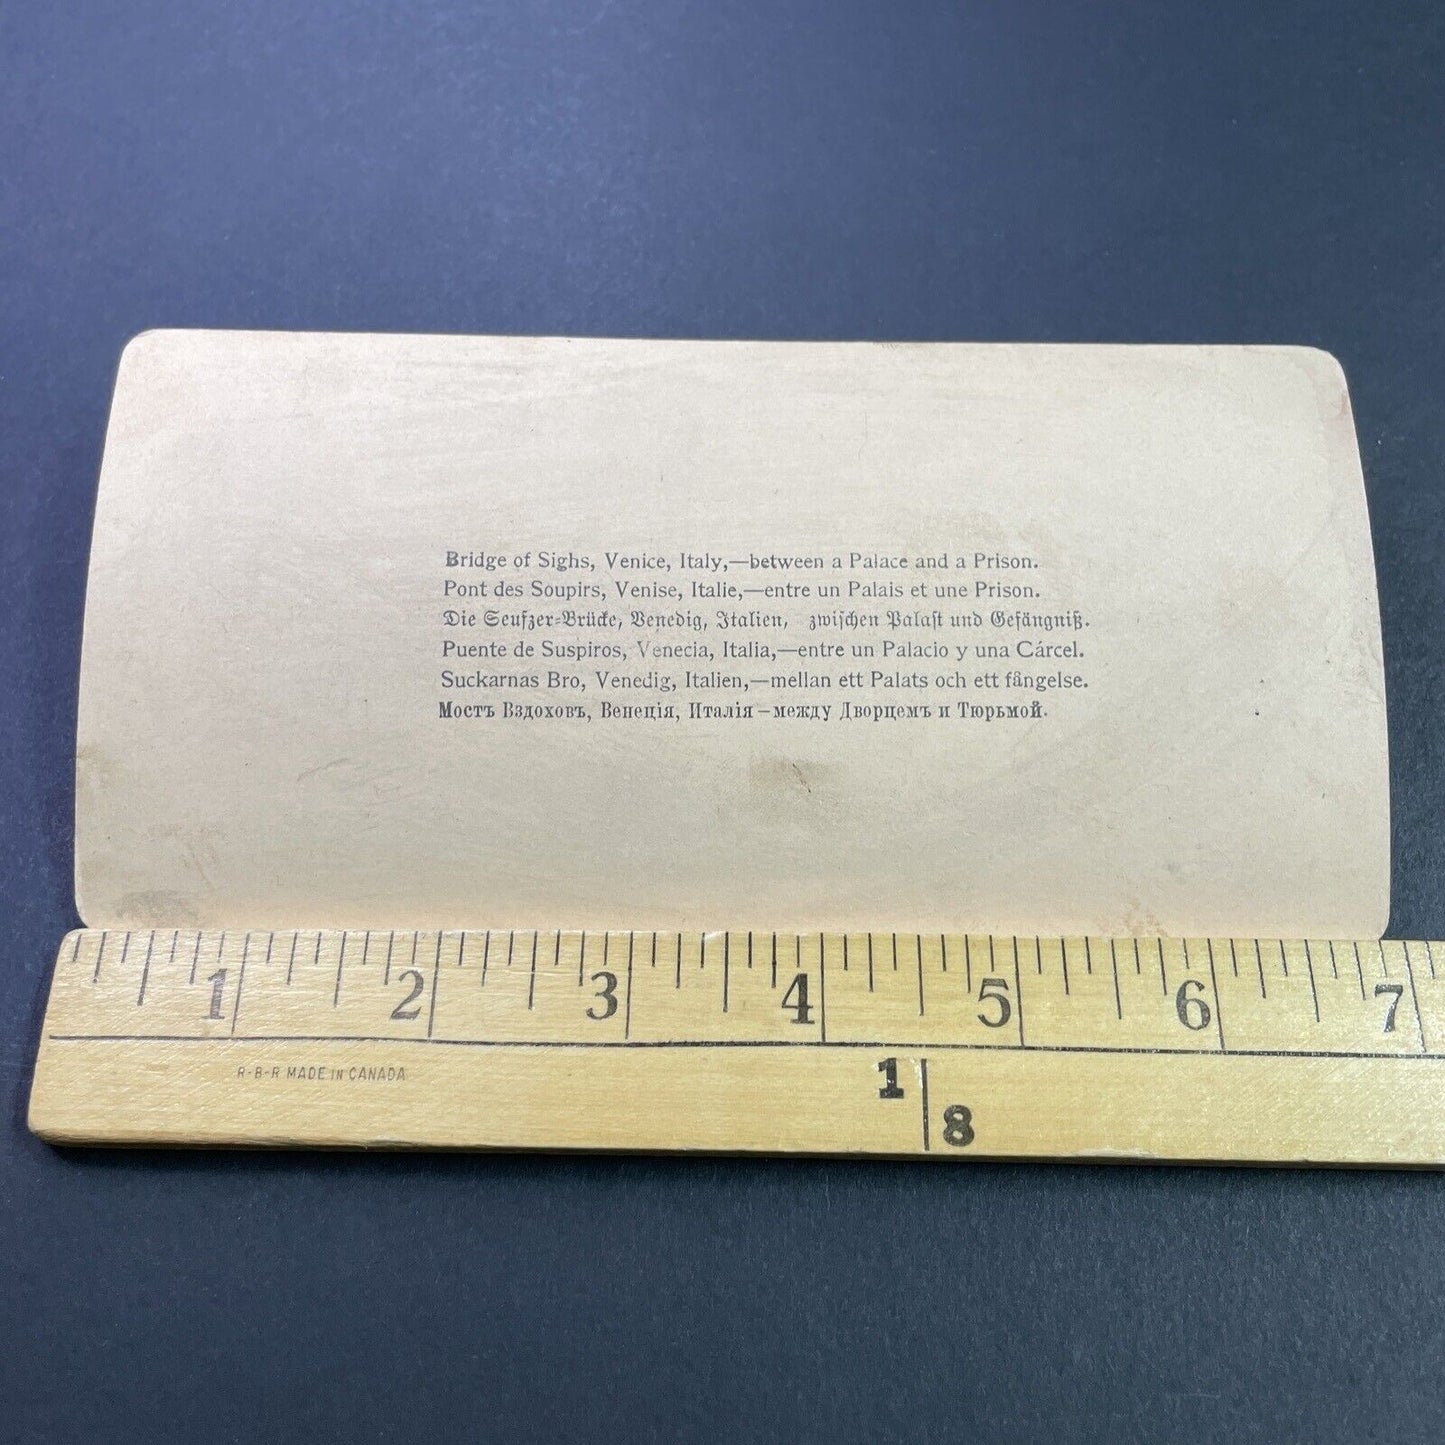 Bridge of Sighs, Venice, Italy,—between a Palace and a Prison.
Pont des Soupirs, Venise, Italie,—entre un Palais et une Prison.
Die Seufzer-Brücke, Venedig, Italien, zwischen Palast und Gefängniß.
Puente de Suspiros, Venecia, Italia,—entre un Palacio y una Cárcel.
Suckarnas Bro, Venedig, Italien,—mellan ett Palats och ett fängelse.
Мостъ Вздоховъ, Венеція, Италія—между Дворцемъ и Тюрьмой.
1 2 3 4 5 6 7
R-B-R MADE IN CANADA
1
8